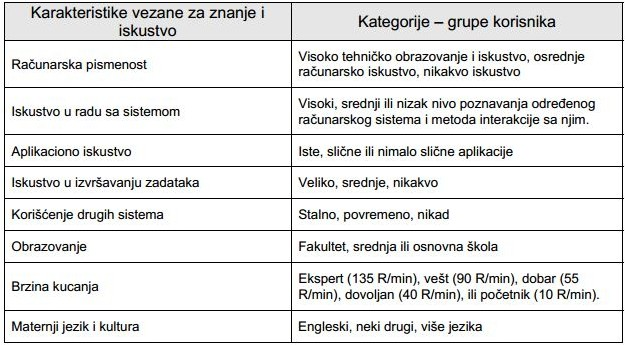 Karakteristike vezane za znanje i
iskustvo
Kategorije – grupe korisnika
Računarska pismenost
Visoko tehničko obrazovanje i iskustvo, osrednje
računarsko iskustvo, nikakvo iskustvo
Iskustvo u radu sa sistemom
Visoki, srednji ili nizak nivo poznavanja određenog
računarskog sistema i metoda interakcije sa njim.
Aplikaciono iskustvo
Iste, slične ili nimalo slične aplikacije
Iskustvo u izvršavanju zadataka
Veliko, srednje, nikakvo
Korišćenje drugih sistema
Stalno, povremeno, nikad
Obrazovanje
Fakultet, srednja ili osnovna škola
Brzina kucanja
Ekspert (135 R/min), vešt (90 R/min), dobar (55
R/min), dovoljan (40 R/min), ili početnik (10 R/min).
Maternji jezik i kultura
Engleski, neki drugi, više jezika